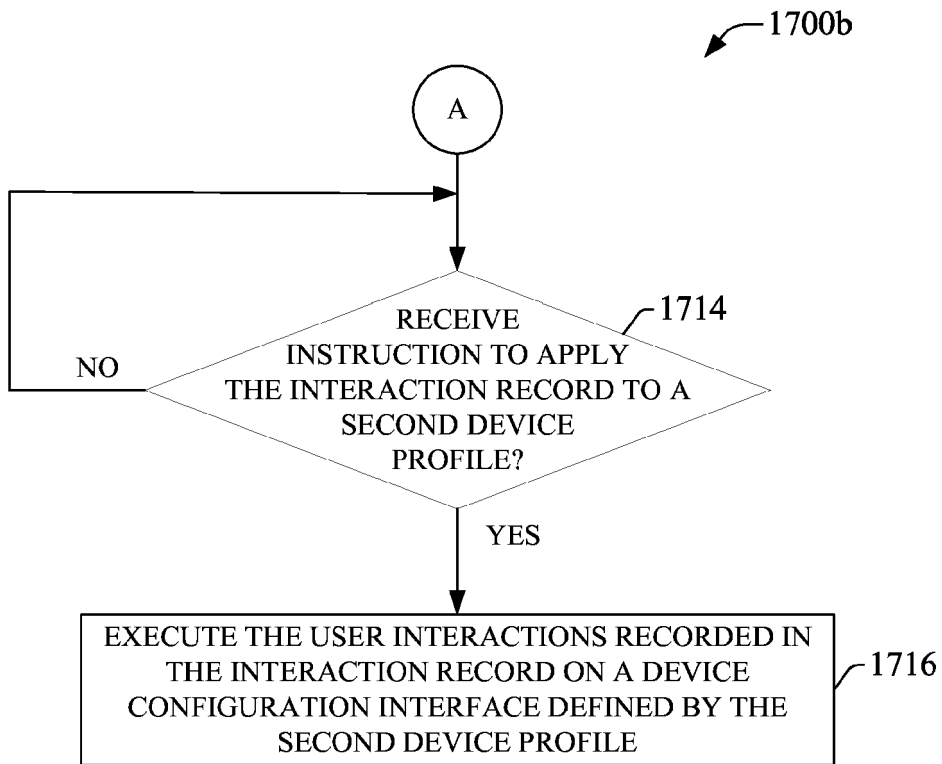 1700b
A
RECEIVE
INSTRUCTION TO APPLY
THE INTERACTION RECORD TO A
SECOND DEVICE
PROFILE?
1714
NO
YES
EXECUTE THE USER INTERACTIONS RECORDED IN
THE INTERACTION RECORD ON A DEVICE
CONFIGURATION INTERFACE DEFINED BY THE
SECOND DEVICE PROFILE
1716